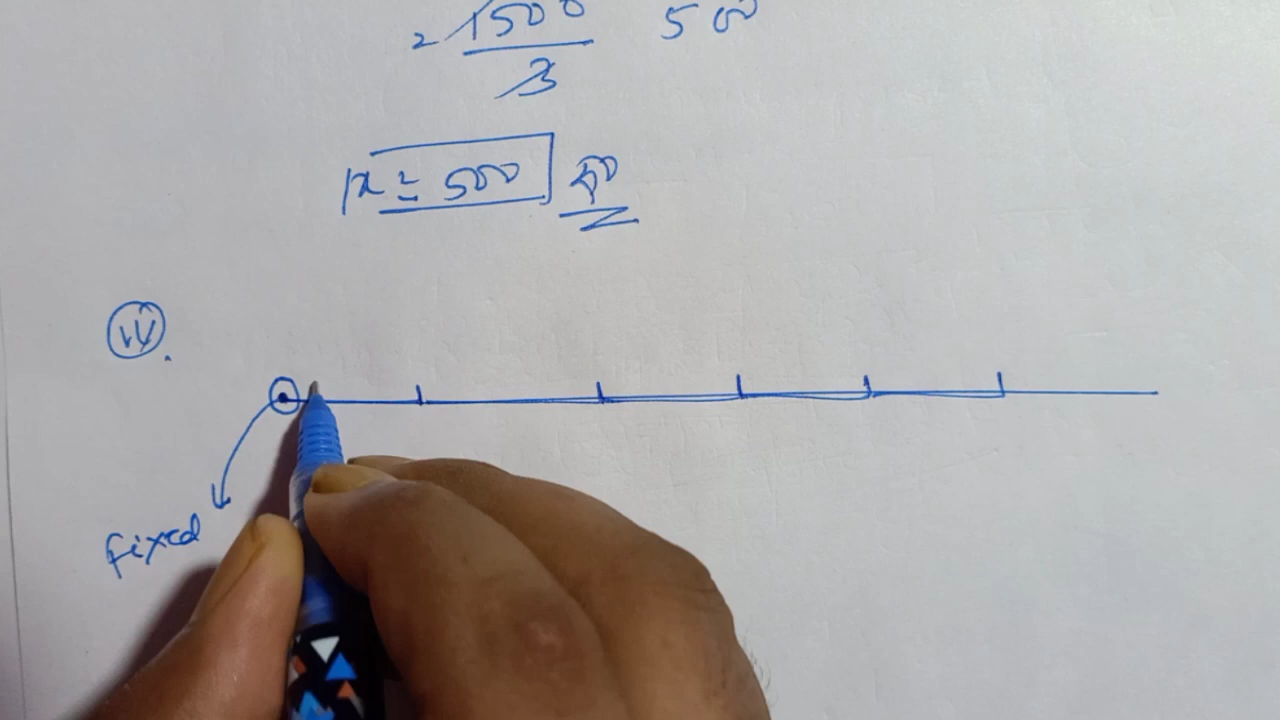 = 1500 500
3
x = 500
iv.
fixed